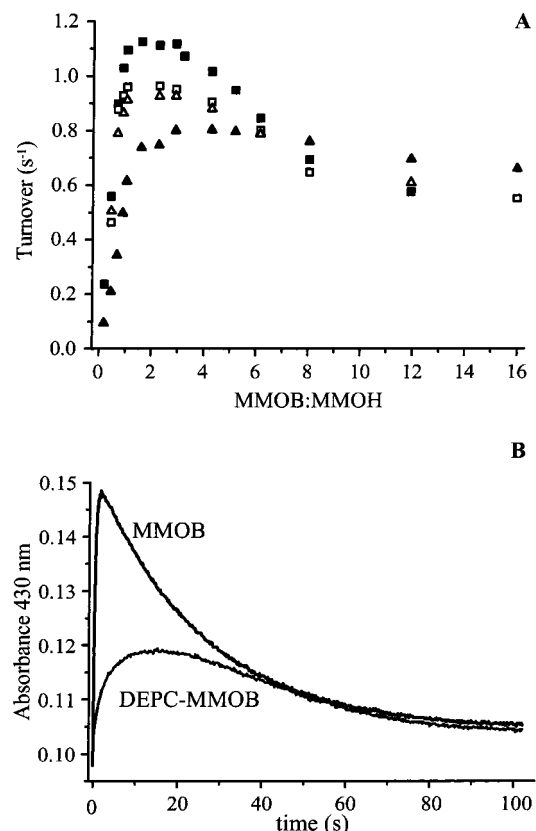 A
1.2
1.0
0.8
0.6
0.4
0.2
0.0
Turnover (s⁻¹)
0 2 4 6 8 10 12 14 16
MMOB:MMOH
B
0.15
0.14
0.13
0.12
0.11
0.10
Absorbance 430 nm
MMOB
DEPC-MMOB
0 20 40 60 80 100
time (s)